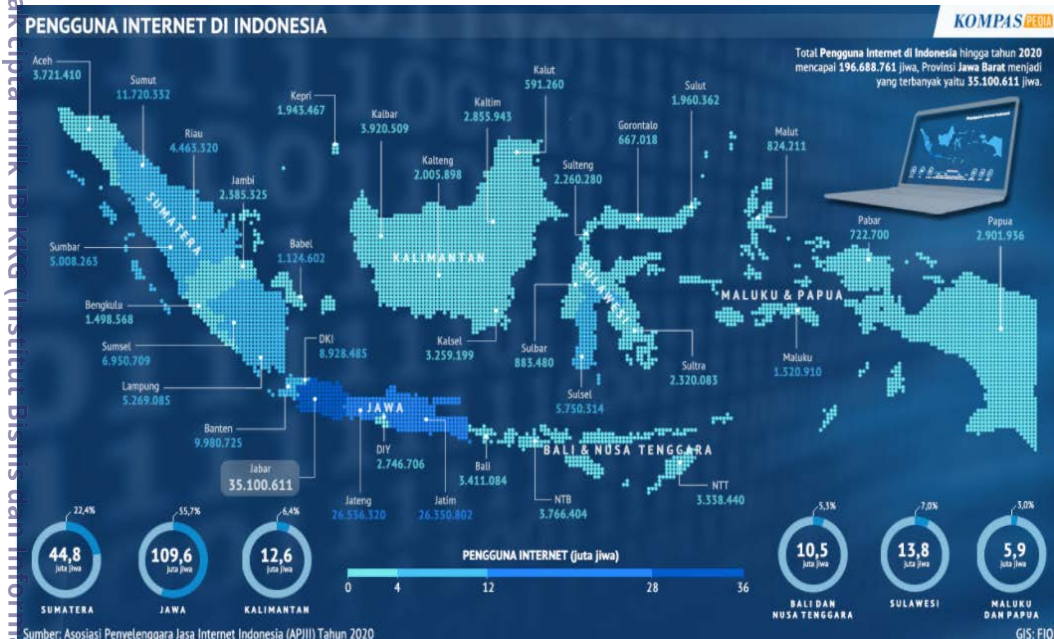 PENGGUNA INTERNET DI INDONESIA
KOMPAS PEDIA
Total Pengguna Internet di Indonesia hingga tahun 2020
mencapai 196.688.761 jiwa, Provinsi Jawa Barat menjadi
yang terbanyak yaitu 35.100.611 jiwa.
Aceh
3.721.410
Sumut
11.720.332
Riau
4.463.320
Kepri
1.943.467
Jambi
2.385.325
Babel
1.124.602
Sumbar
5.008.263
Bengkulu
1.498.568
Sumsel
6.950.709
Lampung
5.269.085
SUMATERA
Kalbar
3.920.509
Kalteng
2.005.898
Kaltim
2.855.943
Kalut
591.260
Kalsel
3.259.199
KALIMANTAN
Sulteng
2.260.280
Gorontalo
667.018
Sulut
1.960.362
Sulbar
883.480
Sulsel
5.750.314
Sultra
2.320.083
SULAWESI
Malut
824.211
Pabar
722.700
Papua
2.901.936
MALUKU & PAPUA
Maluku
1.320.910
DKI
8.928.485
Banten
9.980.725
Jabar
35.100.611
JAWA
DIY
2.746.706
Jateng
26.536.320
Jatim
26.350.802
Bali
3.411.084
BALI & NUSA TENGGARA
NTB
3.766.404
NTT
3.338.440
22,4%
44,8
juta jiwa
SUMATERA
55,7%
109,6
juta jiwa
JAWA
6,4%
12,6
juta jiwa
KALIMANTAN
PENGGUNA INTERNET (juta jiwa)
0 4 12 28 36
5,3%
10,5
juta jiwa
BALI DAN
NUSA TENGGARA
7,0%
13,8
juta jiwa
SULAWESI
3,0%
5,9
juta jiwa
MALUKU
DAN PAPUA
Sumber: Asosiasi Penyelenggara Jasa Internet Indonesia (APJII) Tahun 2020
GIS: FJO
cipta milik IBI KKG (Institut Bisnis dan